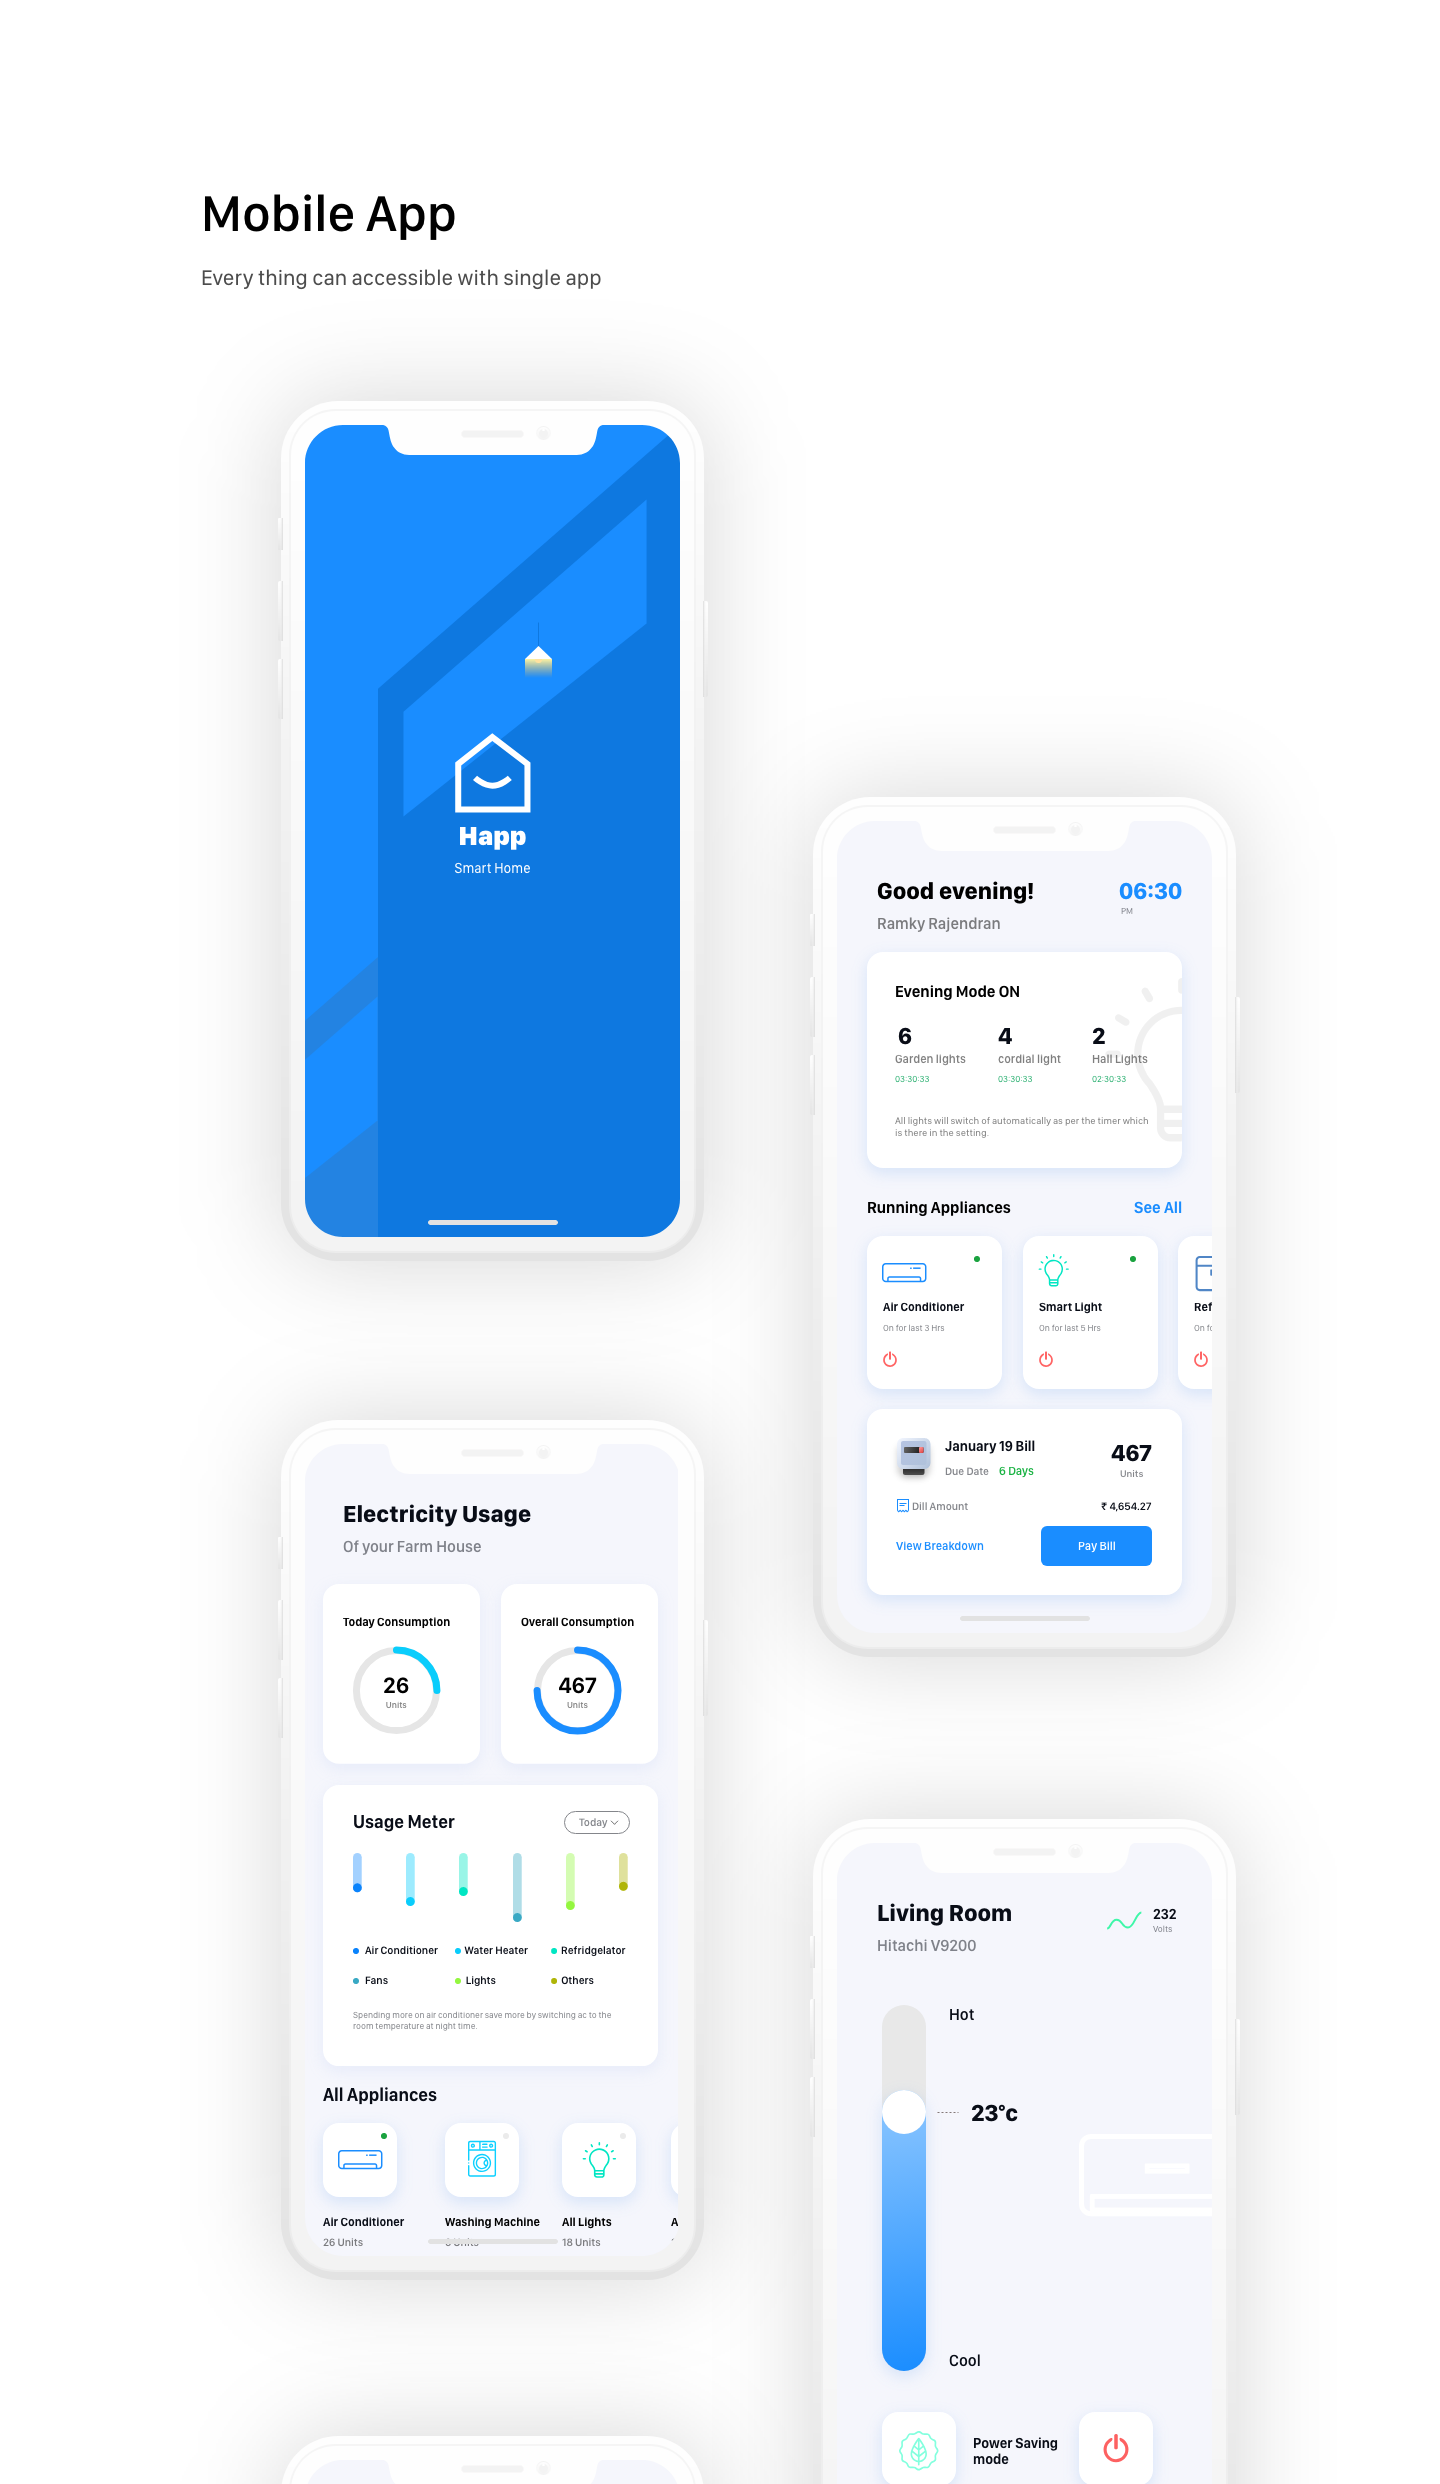 Mobile App
Every thing can accessible with single app
Happ
Smart Home
Good evening!
06:30
PM
Ramky Rajendran
Evening Mode ON
6 4 2
Garden lights cordial light Hall Lights
03:30:33 03:30:33 02:30:33
All lights will switch of automatically as per the timer which
is there in the setting.
Running Appliances See All
Air Conditioner Smart Light Ref
On for last 3 Hrs On for last 5 Hrs On fo
January 19 Bill 467
Due Date 6 Days Units
Dill Amount ₹ 4,654.27
View Breakdown Pay Bill
Electricity Usage
Of your Farm House
Today Consumption Overall Consumption
26 467
Units Units
Usage Meter Today
Air Conditioner Water Heater Refridgelator
Fans Lights Others
Spending more on air conditioner save more by switching ac to the
room temperature at night time.
All Appliances
Air Conditioner Washing Machine All Lights A
26 Units Units 18 Units
Living Room 232
Volts
Hitachi V9200
Hot
23°c
Cool
Power Saving
mode